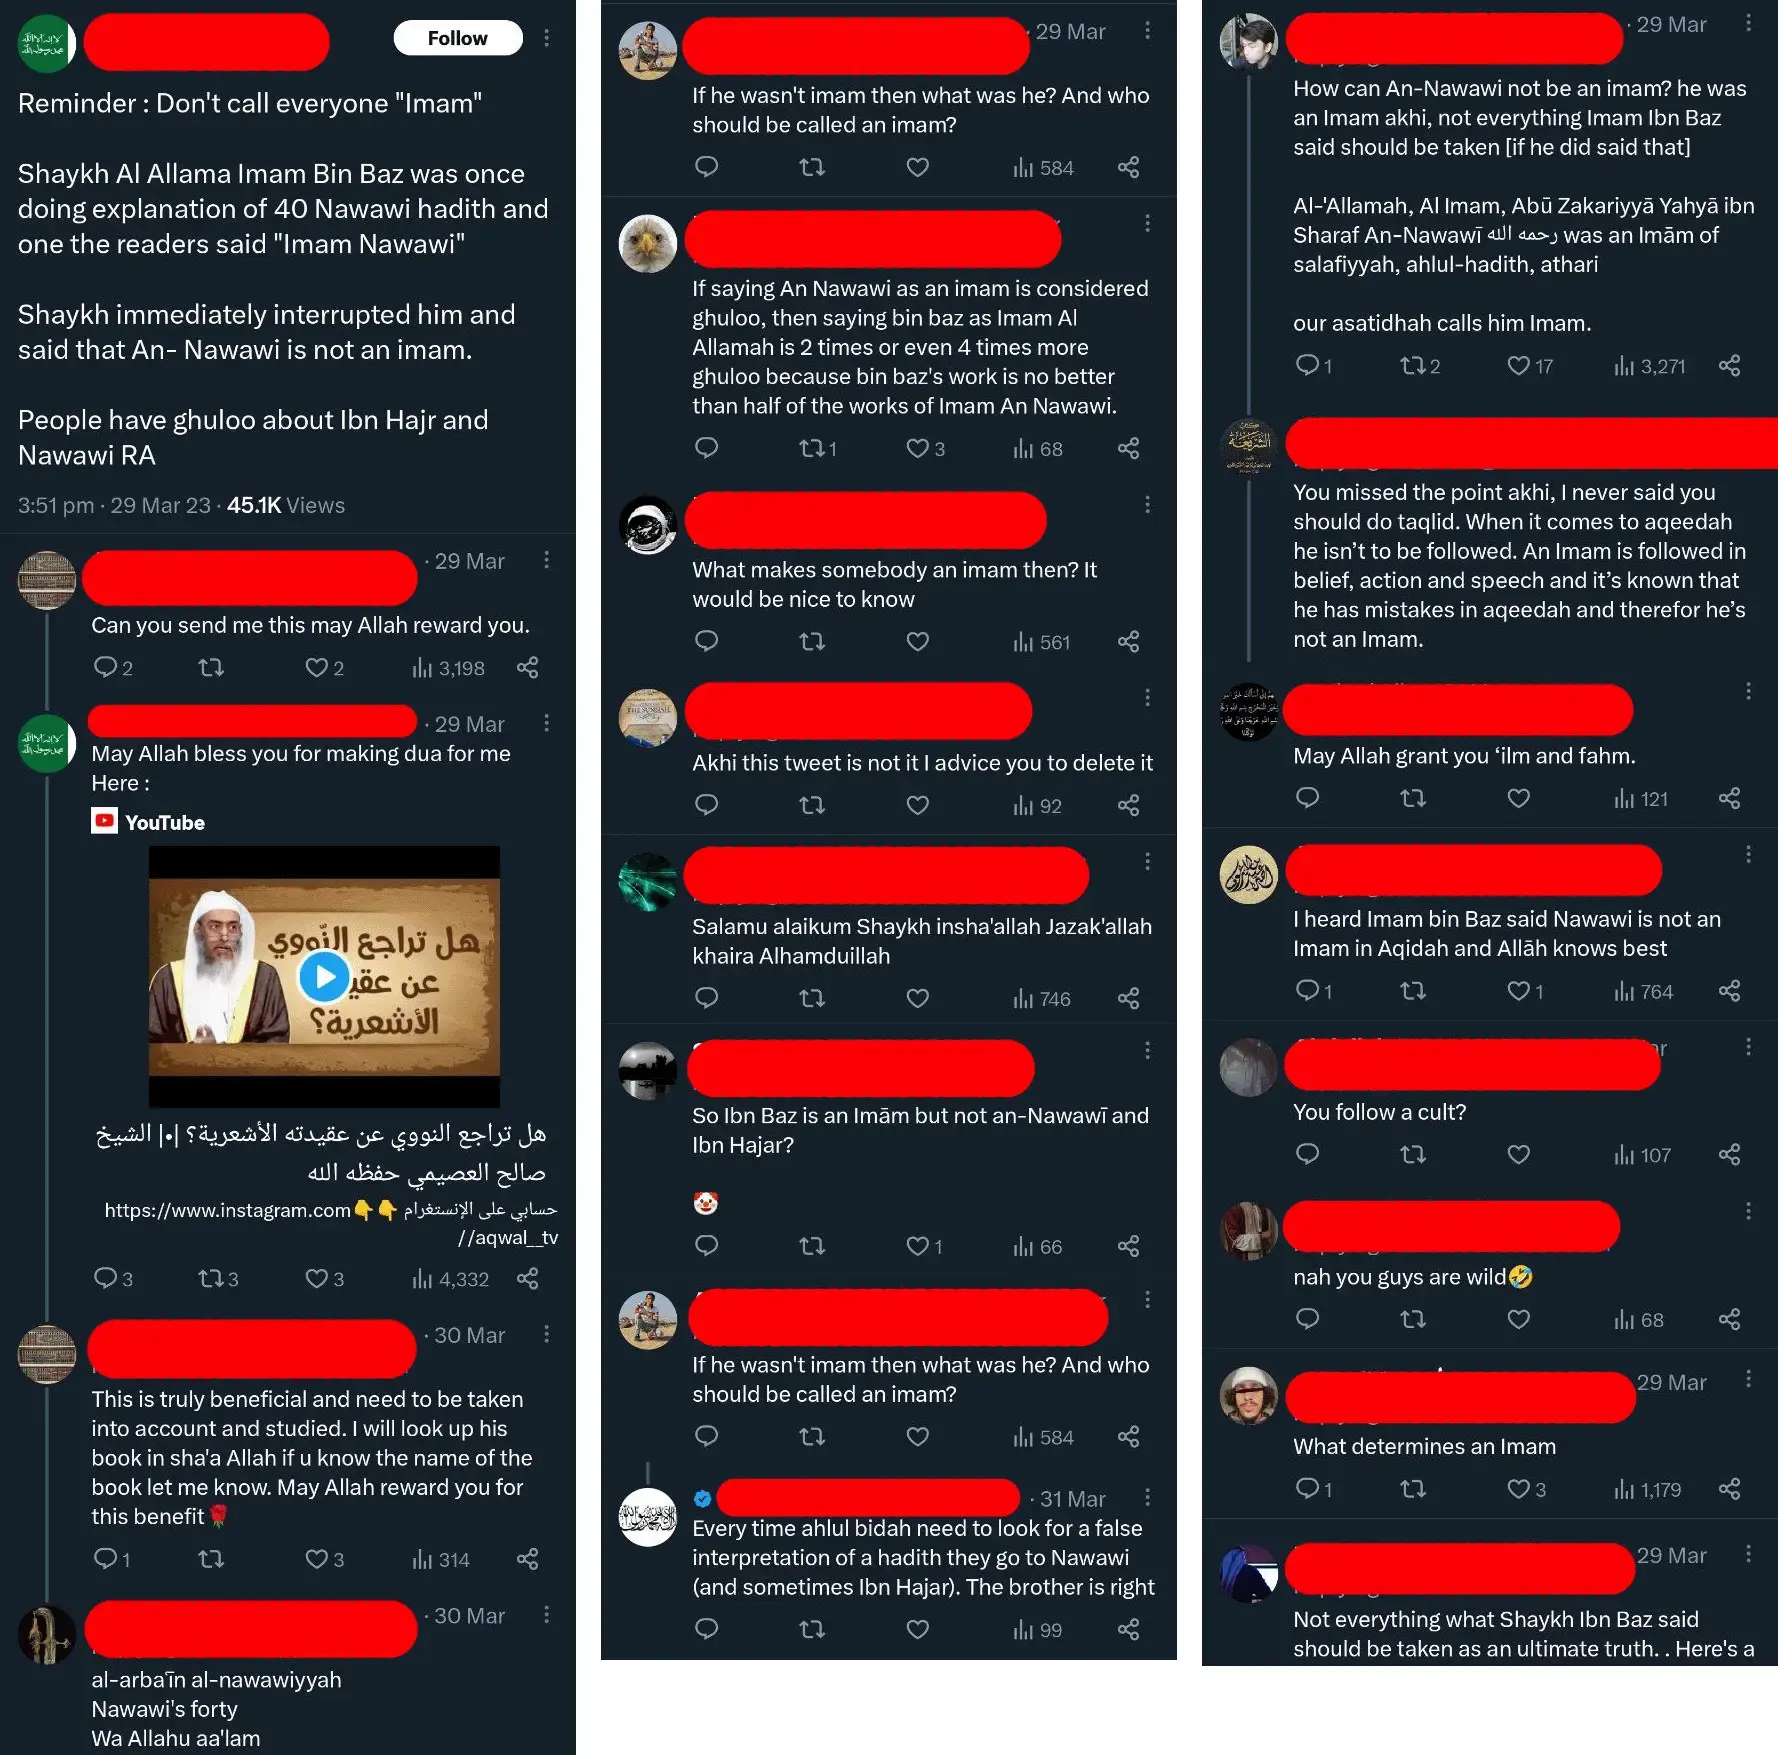 Follow
Reminder : Don't call everyone "Imam"
Shaykh Al Allama Imam Bin Baz was once
doing explanation of 40 Nawawi hadith and
one the readers said "Imam Nawawi"
Shaykh immediately interrupted him and
said that An- Nawawi is not an imam.
People have ghuloo about Ibn Hajr and
Nawawi RA
3:51 pm · 29 Mar 23 · 45.1K Views
· 29 Mar
Can you send me this may Allah reward you.
2 2 3,198
· 29 Mar
May Allah bless you for making dua for me
Here :
YouTube
هل تراجع النووي
عن عقيدته
الأشعرية؟
هل تراجع النووي عن عقيدته الأشعرية؟ |•| الشيخ
صالح العصيمي حفظه الله
حسابي على الإنستغرام 👇👇https://www.instagram.com
//aqwal__tv
3 3 3 4,332
· 30 Mar
This is truly beneficial and need to be taken
into account and studied. I will look up his
book in sha'a Allah if u know the name of the
book let me know. May Allah reward you for
this benefit🌹
1 3 314
· 30 Mar
al-arbaʿīn al-nawawiyyah
Nawawi's forty
Wa Allahu aa'lam
· 29 Mar
If he wasn't imam then what was he? And who
should be called an imam?
584
If saying An Nawawi as an imam is considered
ghuloo, then saying bin baz as Imam Al
Allamah is 2 times or even 4 times more
ghuloo because bin baz's work is no better
than half of the works of Imam An Nawawi.
1 3 68
What makes somebody an imam then? It
would be nice to know
561
THE SUNNAH
Akhi this tweet is not it I advice you to delete it
92
Salamu alaikum Shaykh insha'allah Jazak'allah
khaira Alhamduillah
746
So Ibn Baz is an Imām but not an-Nawawī and
Ibn Hajar?
🤡
1 66
If he wasn't imam then what was he? And who
should be called an imam?
584
· 31 Mar
Every time ahlul bidah need to look for a false
interpretation of a hadith they go to Nawawi
(and sometimes Ibn Hajar). The brother is right
99
· 29 Mar
How can An-Nawawi not be an imam? he was
an Imam akhi, not everything Imam Ibn Baz
said should be taken [if he did said that]
Al-'Allamah, Al Imam, Abū Zakariyyā Yahyā ibn
Sharaf An-Nawawī رحمه الله was an Imām of
salafiyyah, ahlul-hadith, athari
our asatidhah calls him Imam.
1 2 17 3,271
كتاب
الشريعة
You missed the point akhi, I never said you
should do taqlid. When it comes to aqeedah
he isn’t to be followed. An Imam is followed in
belief, action and speech and it’s known that
he has mistakes in aqeedah and therefor he’s
not an Imam.
May Allah grant you ‘ilm and fahm.
121
I heard Imam bin Baz said Nawawi is not an
Imam in Aqidah and Allāh knows best
1 1 764
You follow a cult?
107
nah you guys are wild🤣
68
29 Mar
What determines an Imam
1 3 1,179
29 Mar
Not everything what Shaykh Ibn Baz said
should be taken as an ultimate truth. . Here's a